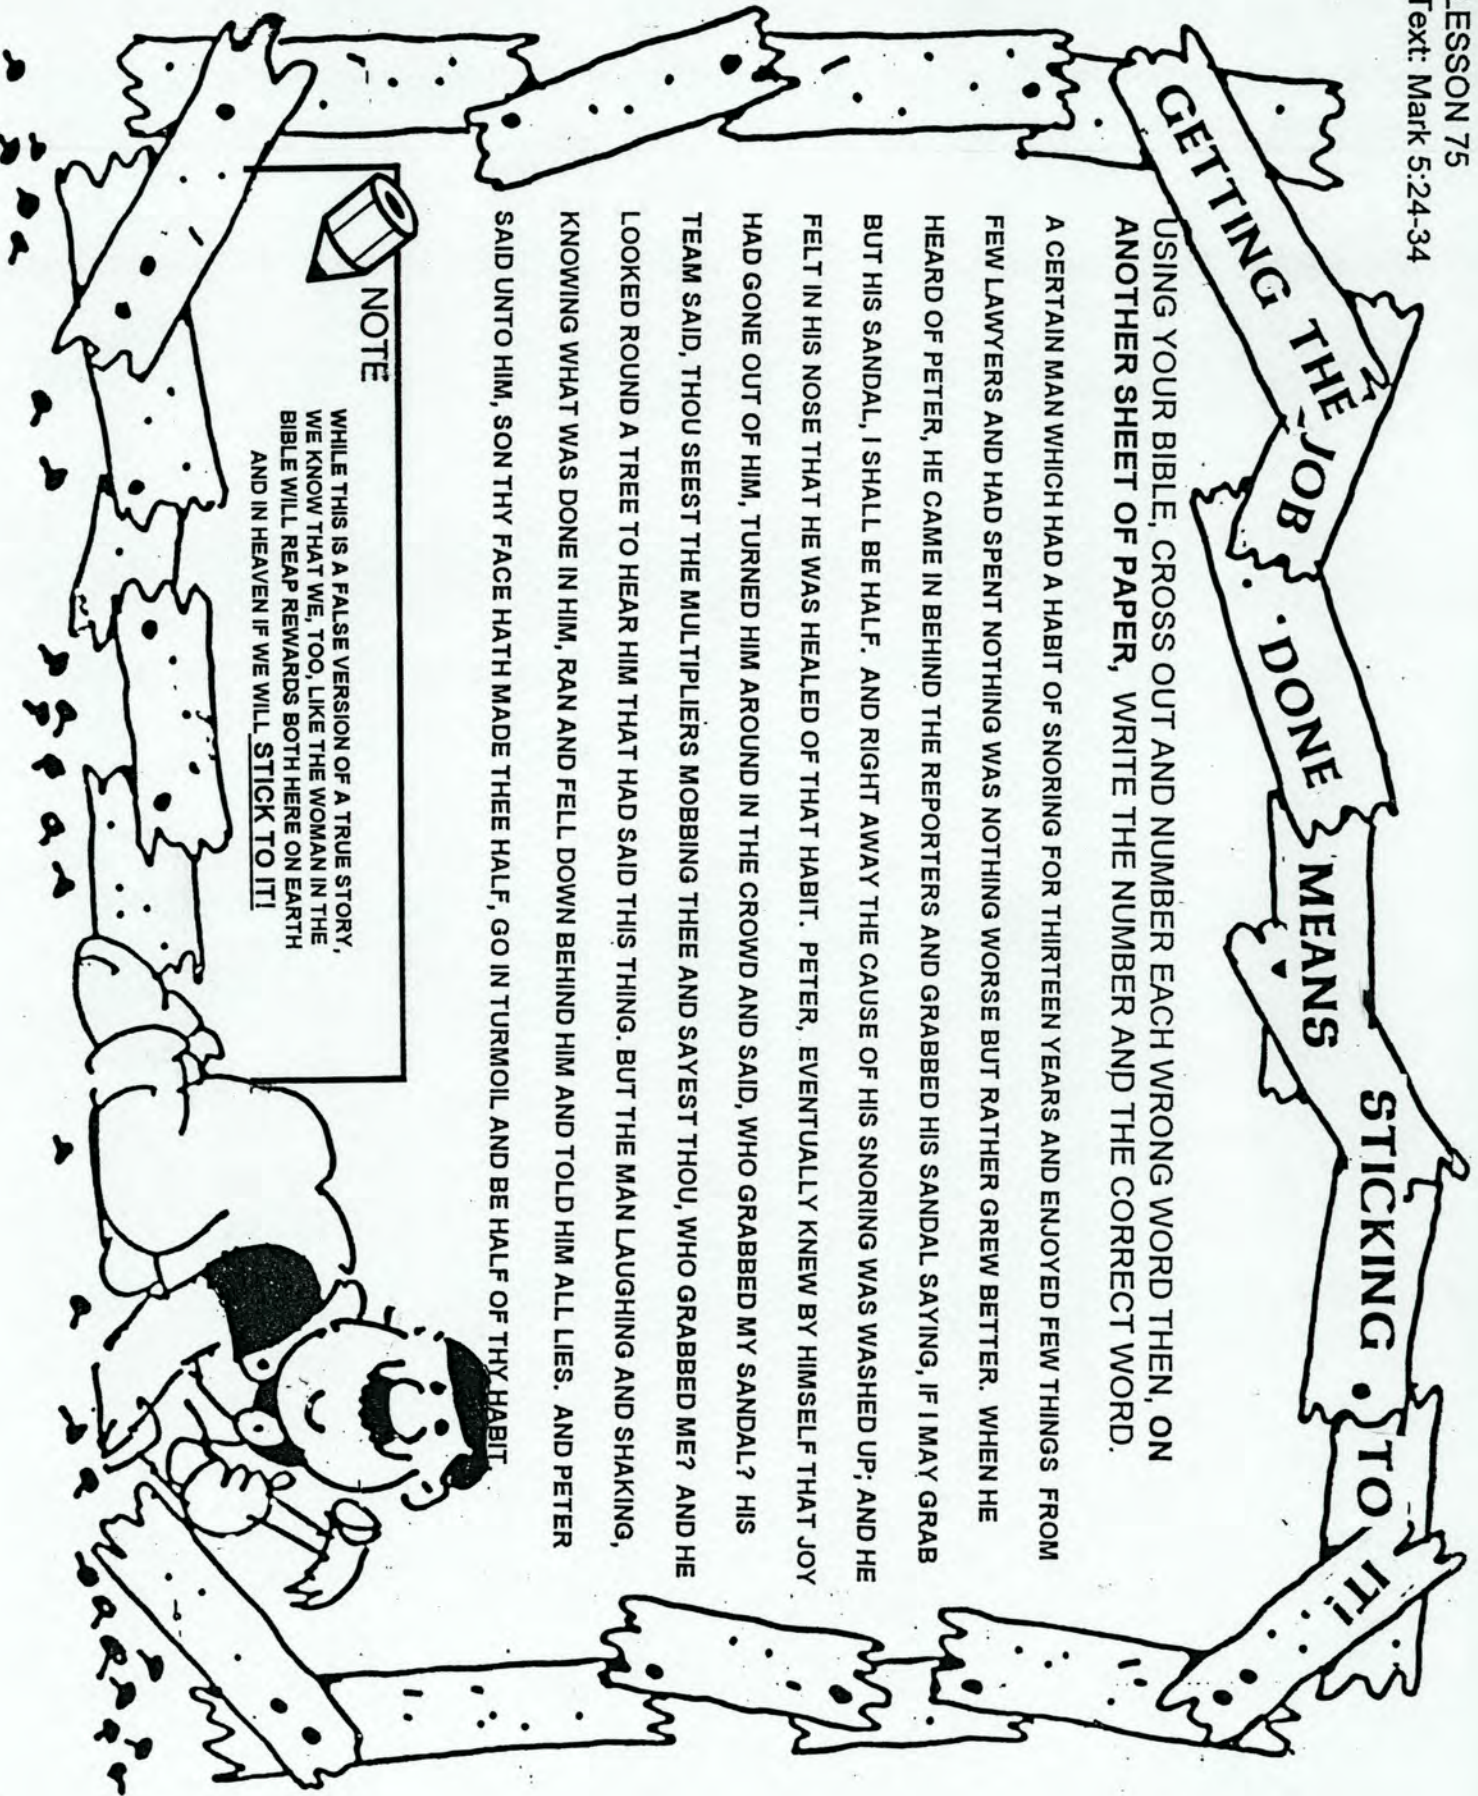 LESSON 75
Text: Mark 5:24-34
GETTING THE JOB DONE MEANS STICKING TO IT!
USING YOUR BIBLE, CROSS OUT AND NUMBER EACH WRONG WORD THEN, ON
ANOTHER SHEET OF PAPER, WRITE THE NUMBER AND THE CORRECT WORD.
A CERTAIN MAN WHICH HAD A HABIT OF SNORING FOR THIRTEEN YEARS AND ENJOYED FEW THINGS FROM
FEW LAWYERS AND HAD SPENT NOTHING WAS NOTHING WORSE BUT RATHER GREW BETTER. WHEN HE
HEARD OF PETER, HE CAME IN BEHIND THE REPORTERS AND GRABBED HIS SANDAL SAYING, IF I MAY GRAB
BUT HIS SANDAL, I SHALL BE HALF. AND RIGHT AWAY THE CAUSE OF HIS SNORING WAS WASHED UP; AND HE
FELT IN HIS NOSE THAT HE WAS HEALED OF THAT HABIT. PETER, EVENTUALLY KNEW BY HIMSELF THAT JOY
HAD GONE OUT OF HIM, TURNED HIM AROUND IN THE CROWD AND SAID, WHO GRABBED MY SANDAL? HIS
TEAM SAID, THOU SEEST THE MULTIPLIERS MOBBING THEE AND SAYEST THOU, WHO GRABBED ME? AND HE
LOOKED ROUND A TREE TO HEAR HIM THAT HAD SAID THIS THING. BUT THE MAN LAUGHING AND SHAKING,
KNOWING WHAT WAS DONE IN HIM, RAN AND FELL DOWN BEHIND HIM AND TOLD HIM ALL LIES. AND PETER
SAID UNTO HIM, SON THY FACE HATH MADE THEE HALF, GO IN TURMOIL AND BE HALF OF THY HABIT
NOTE
WHILE THIS IS A FALSE VERSION OF A TRUE STORY,
WE KNOW THAT WE, TOO, LIKE THE WOMAN IN THE
BIBLE WILL REAP REWARDS BOTH HERE ON EARTH
AND IN HEAVEN IF WE WILL STICK TO IT!